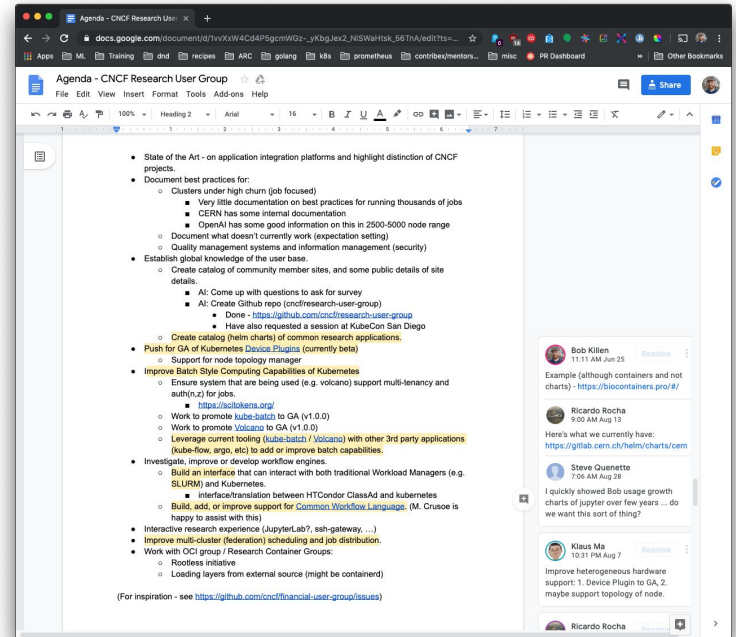 Agenda - CNCF Research User
docs.google.com/document/d/1vvXxW4Cd4P5gcmWGz-_yKbgJex2_NlSWaHtsk_56TnA/edit?ts=...
Apps ML Training dnd recipes ARC golang k8s prometheus contribex/mentors... misc PR Dashboard » Other Bookmarks
Agenda - CNCF Research User Group
File Edit View Insert Format Tools Add-ons Help
Share
100% Heading 2 Arial 16 B I U A
1 1 2 3 4 5 6 7
● State of the Art - on application integration platforms and highlight distinction of CNCF
projects.
● Document best practices for:
○ Clusters under high churn (job focused)
■ Very little documentation on best practices for running thousands of jobs
■ CERN has some internal documentation
■ OpenAI has some good information on this in 2500-5000 node range
○ Document what doesn't currently work (expectation setting)
○ Quality management systems and information management (security)
● Establish global knowledge of the user base.
○ Create catalog of community member sites, and some public details of site
details.
■ AI: Come up with questions to ask for survey
■ AI: Create Github repo (cncf/research-user-group)
● Done - https://github.com/cncf/research-user-group
● Have also requested a session at KubeCon San Diego
○ Create catalog (helm charts) of common research applications.
● Push for GA of Kubernetes Device Plugins (currently beta)
○ Support for node topology manager
● Improve Batch Style Computing Capabilities of Kubernetes
○ Ensure system that are being used (e.g. volcano) support multi-tenancy and
auth(n,z) for jobs.
■ https://scitokens.org/
○ Work to promote kube-batch to GA (v1.0.0)
○ Work to promote Volcano to GA (v1.0.0)
○ Leverage current tooling (kube-batch / Volcano) with other 3rd party applications
(kube-flow, argo, etc) to add or improve batch capabilities.
● Investigate, improve or develop workflow engines.
○ Build an interface that can interact with both traditional Workload Managers (e.g.
SLURM) and Kubernetes.
■ interface/translation between HTCondor ClassAd and kubernetes
○ Build, add, or improve support for Common Workflow Language. (M. Crusoe is
happy to assist with this)
● Interactive research experience (JupyterLab?, ssh-gateway, …)
● Improve multi-cluster (federation) scheduling and job distribution.
● Work with OCI group / Research Container Groups:
○ Rootless initiative
○ Loading layers from external source (might be containerd)
(For inspiration - see https://github.com/cncf/financial-user-group/issues)
Bob Killen
11:11 AM Jun 25
Resolve
Example (although containers and not
charts) - https://biocontainers.pro/#/
Ricardo Rocha
9:00 AM Aug 13
Here's what we currently have:
https://gitlab.cern.ch/helm/charts/cern
Steve Quenette
7:06 AM Aug 28
I quickly showed Bob usage growth
charts of jupyter over few years ... do
we want this sort of thing?
Klaus Ma
10:31 PM Aug 7
Resolve
Improve heterogeneous hardware
support: 1. Device Plugin to GA, 2.
maybe support topology of node.
Ricardo Rocha
Resolve